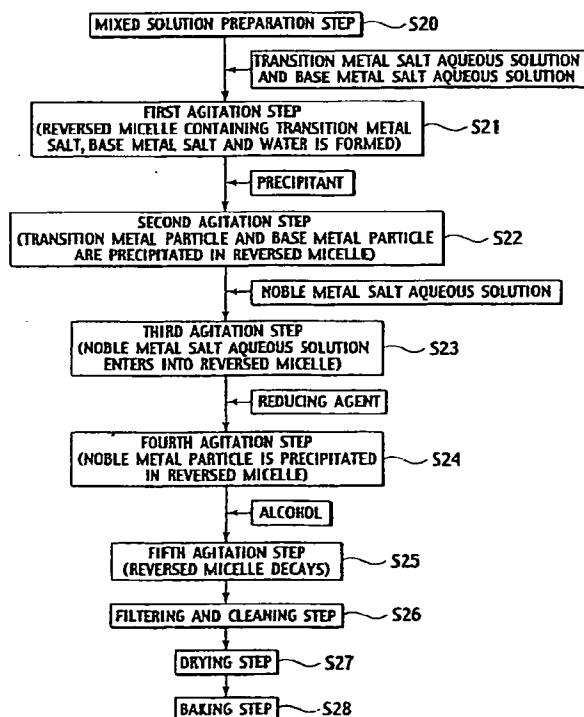 MIXED SOLUTION PREPARATION STEP
S20
TRANSITION METAL SALT AQUEOUS SOLUTION
AND BASE METAL SALT AQUEOUS SOLUTION
FIRST AGITATION STEP
(REVERSED MICELLE CONTAINING TRANSITION METAL
SALT, BASE METAL SALT AND WATER IS FORMED)
S21
PRECIPITANT
SECOND AGITATION STEP
(TRANSITION METAL PARTICLE AND BASE METAL PARTICLE
ARE PRECIPITATED IN REVERSED MICELLE)
S22
NOBLE METAL SALT AQUEOUS SOLUTION
THIRD AGITATION STEP
(NOBLE METAL SALT AQUEOUS SOLUTION
ENTERS INTO REVERSED MICELLE)
S23
REDUCING AGENT
FOURTH AGITATION STEP
(NOBLE METAL PARTICLE IS PRECIPITATED
IN REVERSED MICELLE)
S24
ALCOHOL
FIFTH AGITATION STEP
(REVERSED MICELLE DECAYS)
S25
FILTERING AND CLEANING STEP
S26
DRYING STEP
S27
BAKING STEP
S28